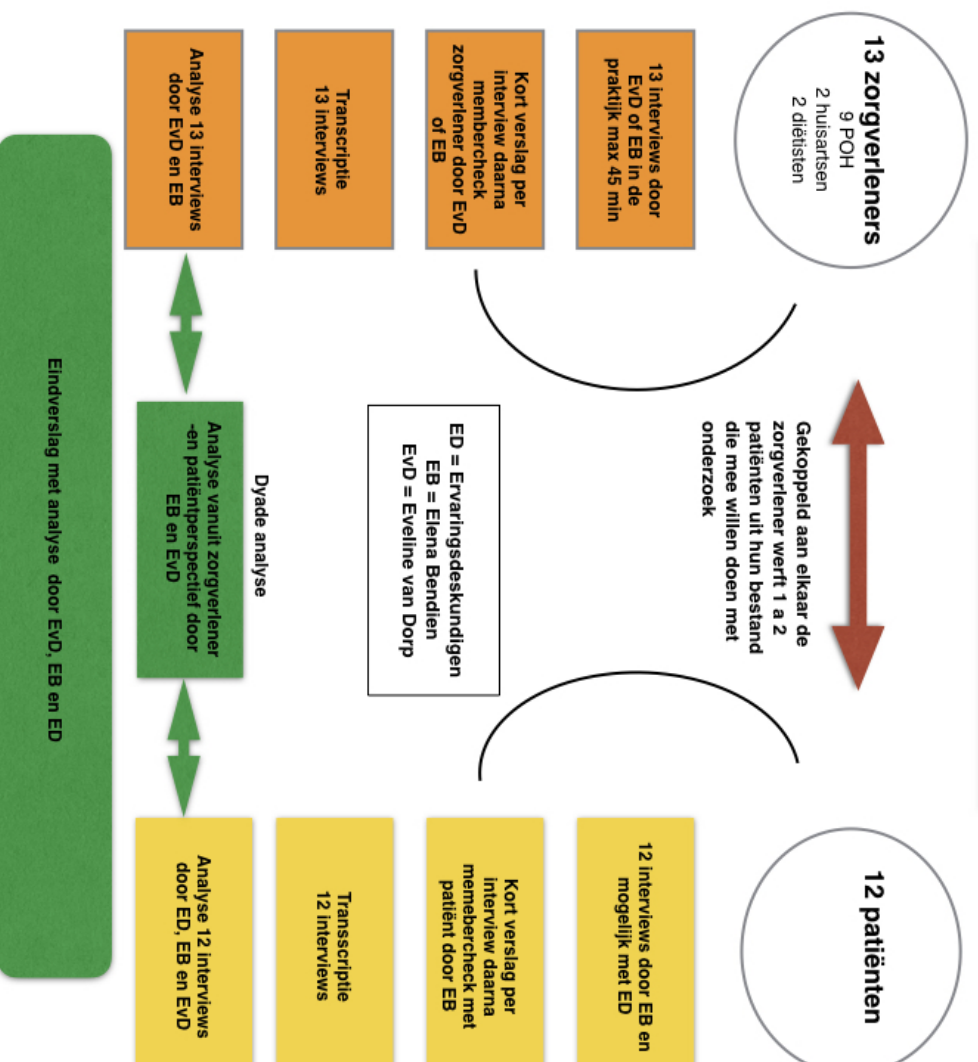 13 zorgverleners
9 POH
2 huisartsen
2 diëtisten
12 patiënten
Gekoppeld aan elkaar de
zorgverlener werft 1 a 2
patiënten uit hun bestand
die mee willen doen met
onderzoek
13 interviews door
EvD of EB in de
praktijk max 45 min
12 interviews door EB en
mogelijk met ED
Kort verslag per
interview daarna
membercheck
zorgverlener door EvD
of EB
ED = Ervaringsdeskundigen
EB = Elena Bendien
EvD = Eveline van Dorp
Kort verslag per
interview daarna
memebercheck met
patiënt door EB
Transcriptie
13 interviews
Transscriptie
12 interviews
Dyade analyse
Analyse 13 interviews
door EvD en EB
Analyse vanuit zorgverlener
-en patiëntperspectief door
EB en EvD
Analyse 12 interviews
door ED, EB en EvD
Eindverslag met analyse door EvD, EB en ED